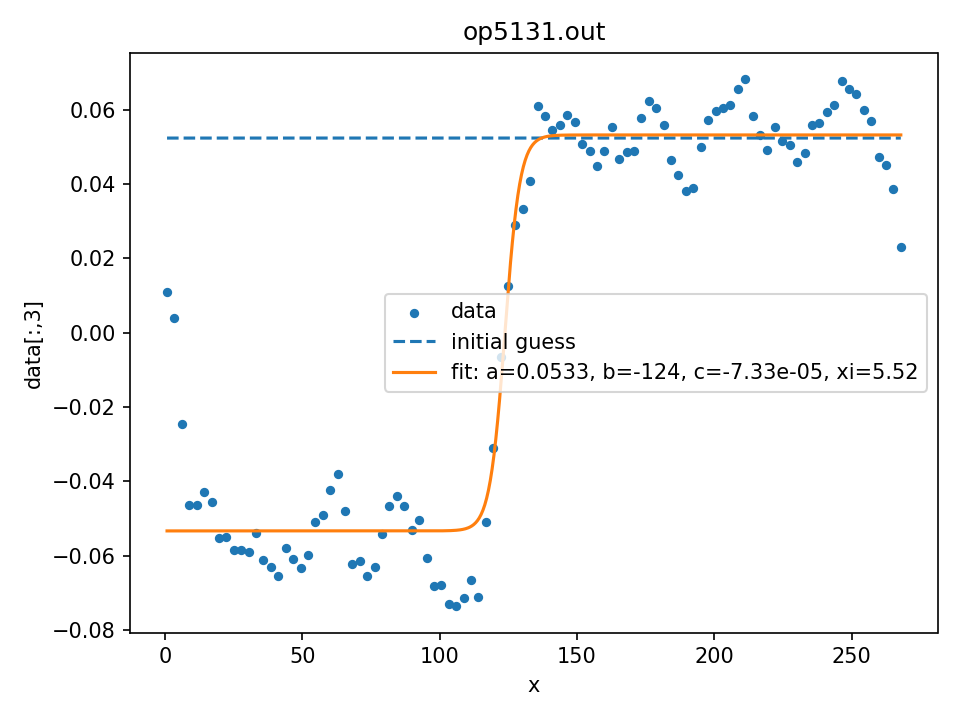 op5131.out
0.06
0.04
0.02
0.00
−0.02
−0.04
−0.06
−0.08
data[:,3]
data
initial guess
fit: a=0.0533, b=-124, c=-7.33e-05, xi=5.52
0 50 100 150 200 250
x